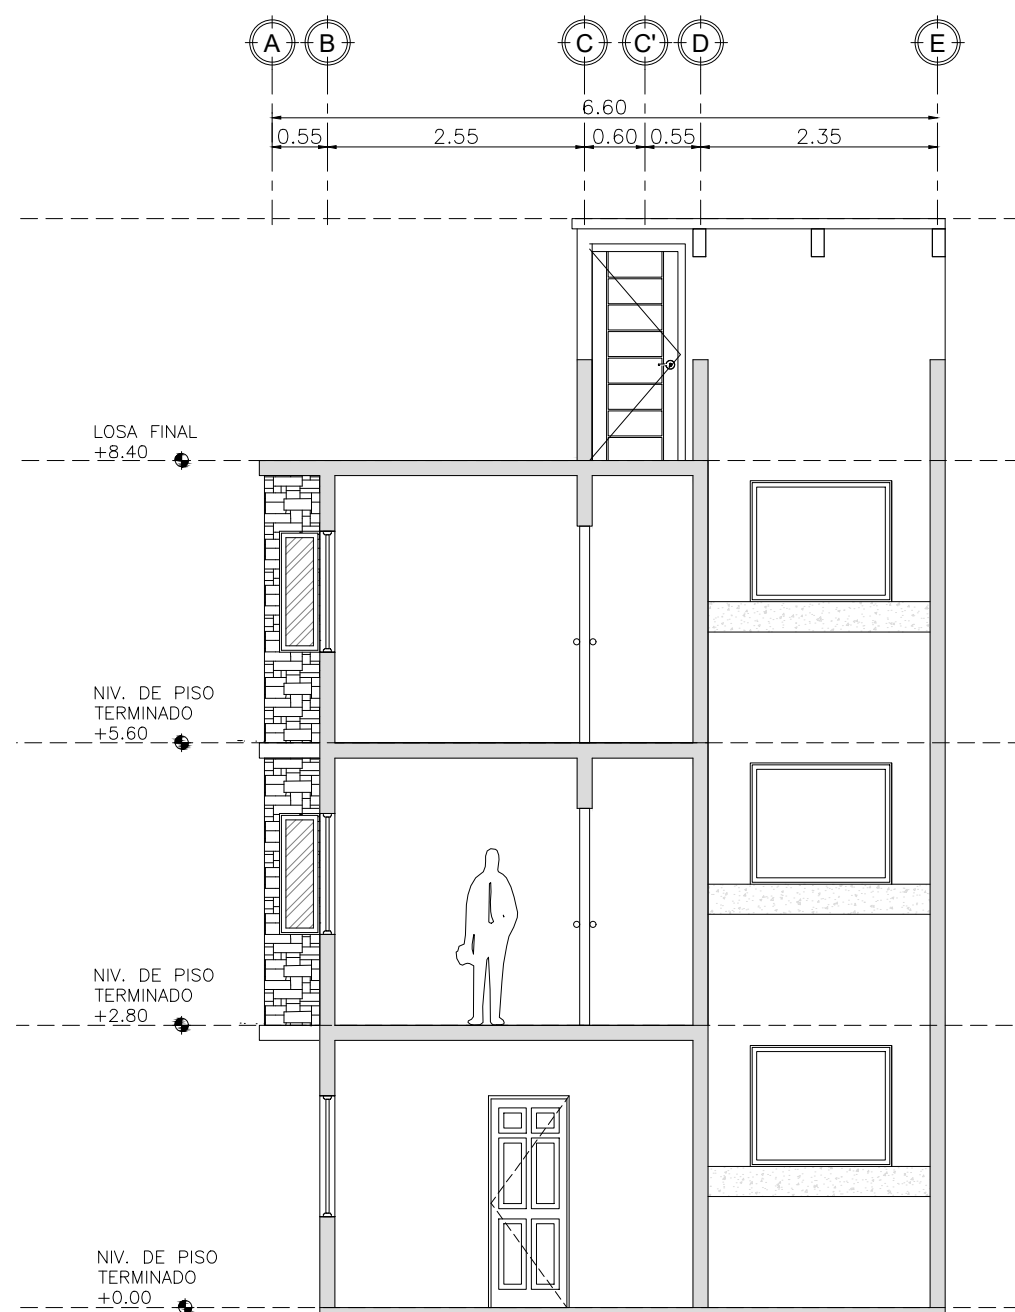 A B C C' D E
6.60
0.55 2.55 0.60 0.55 2.35
LOSA FINAL
+8.40
NIV. DE PISO
TERMINADO
+5.60
NIV. DE PISO
TERMINADO
+2.80
NIV. DE PISO
TERMINADO
+0.00